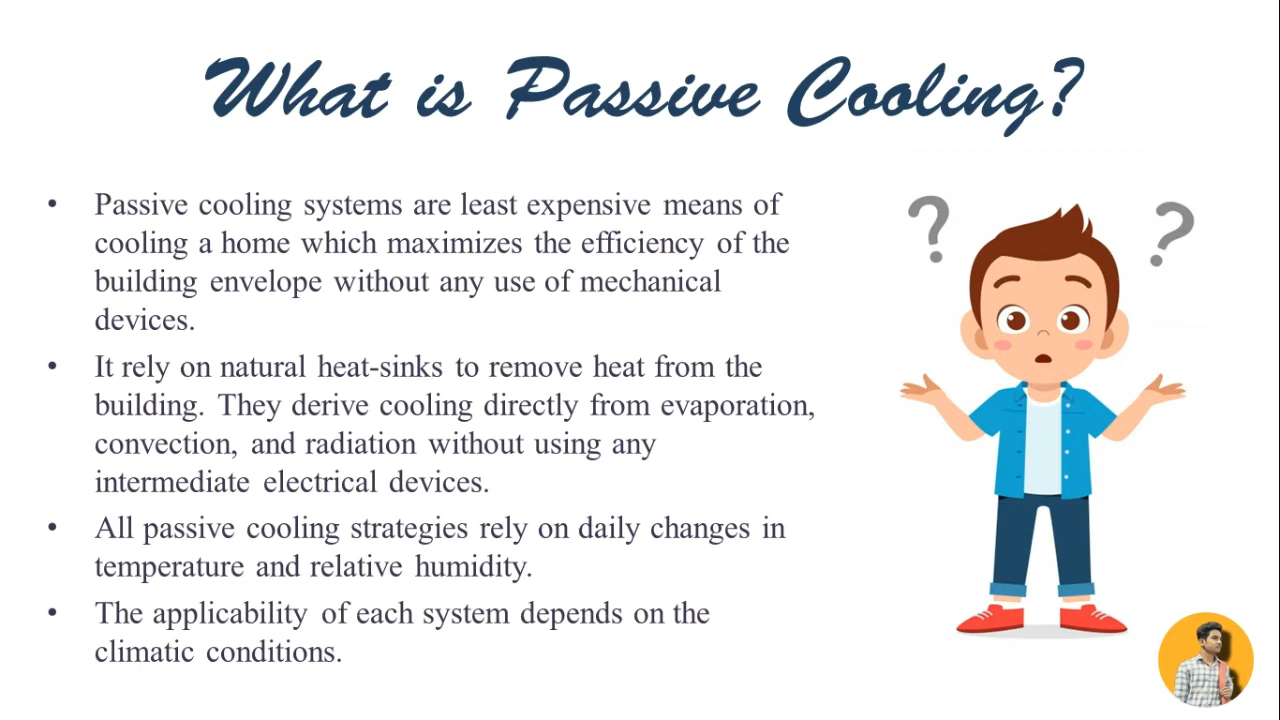 What is Passive Cooling?
• Passive cooling systems are least expensive means of
cooling a home which maximizes the efficiency of the
building envelope without any use of mechanical
devices.
• It rely on natural heat-sinks to remove heat from the
building. They derive cooling directly from evaporation,
convection, and radiation without using any
intermediate electrical devices.
• All passive cooling strategies rely on daily changes in
temperature and relative humidity.
• The applicability of each system depends on the
climatic conditions.
? ?